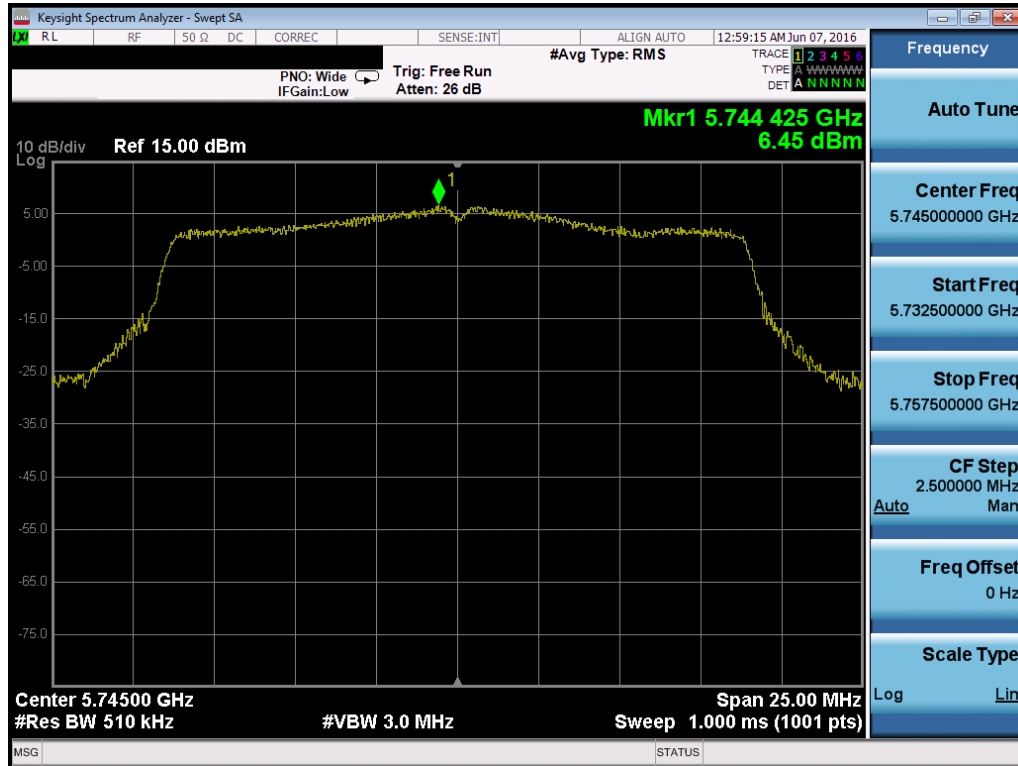 Keysight Spectrum Analyzer - Swept SA
LXI RL RF 50 Ω DC CORREC SENSE:INT ALIGN AUTO 12:59:15 AM Jun 07, 2016
#Avg Type: RMS
TRACE 1 2 3 4 5 6
PNO: Wide Trig: Free Run
TYPE A WWWWW
IFGain:Low Atten: 26 dB
DET A N N N N N
Mkr1 5.744 425 GHz
6.45 dBm
10 dB/div Ref 15.00 dBm
Log
1
5.00
-5.00
-15.0
-25.0
-35.0
-45.0
-55.0
-65.0
-75.0
Center 5.74500 GHz Span 25.00 MHz
#Res BW 510 kHz #VBW 3.0 MHz Sweep 1.000 ms (1001 pts)
MSG STATUS
Frequency
Auto Tune
Center Freq
5.745000000 GHz
Start Freq
5.732500000 GHz
Stop Freq
5.757500000 GHz
CF Step
2.500000 MHz
Auto Man
Freq Offset
0 Hz
Scale Type
Log Lin